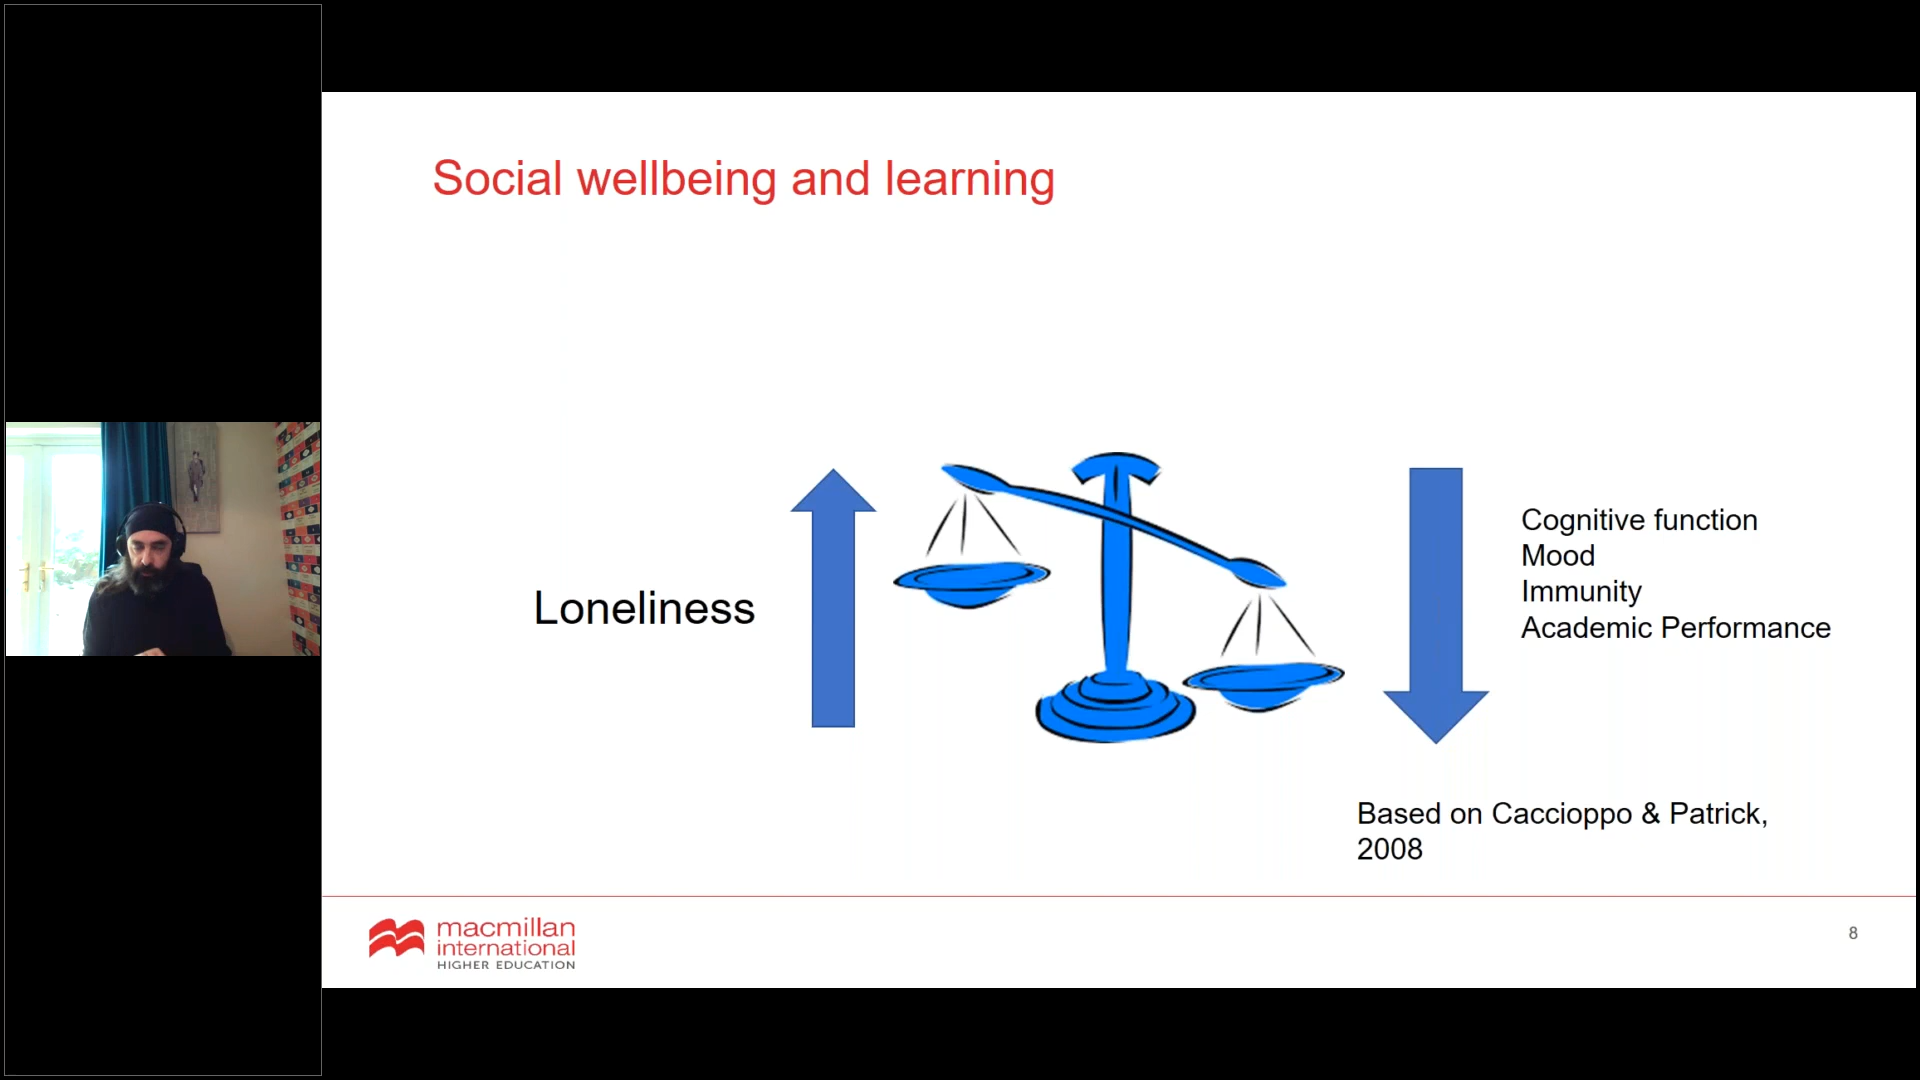 Social wellbeing and learning
Loneliness
Cognitive function
Mood
Immunity
Academic Performance
Based on Caccioppo & Patrick,
2008
macmillan
international
HIGHER EDUCATION
8